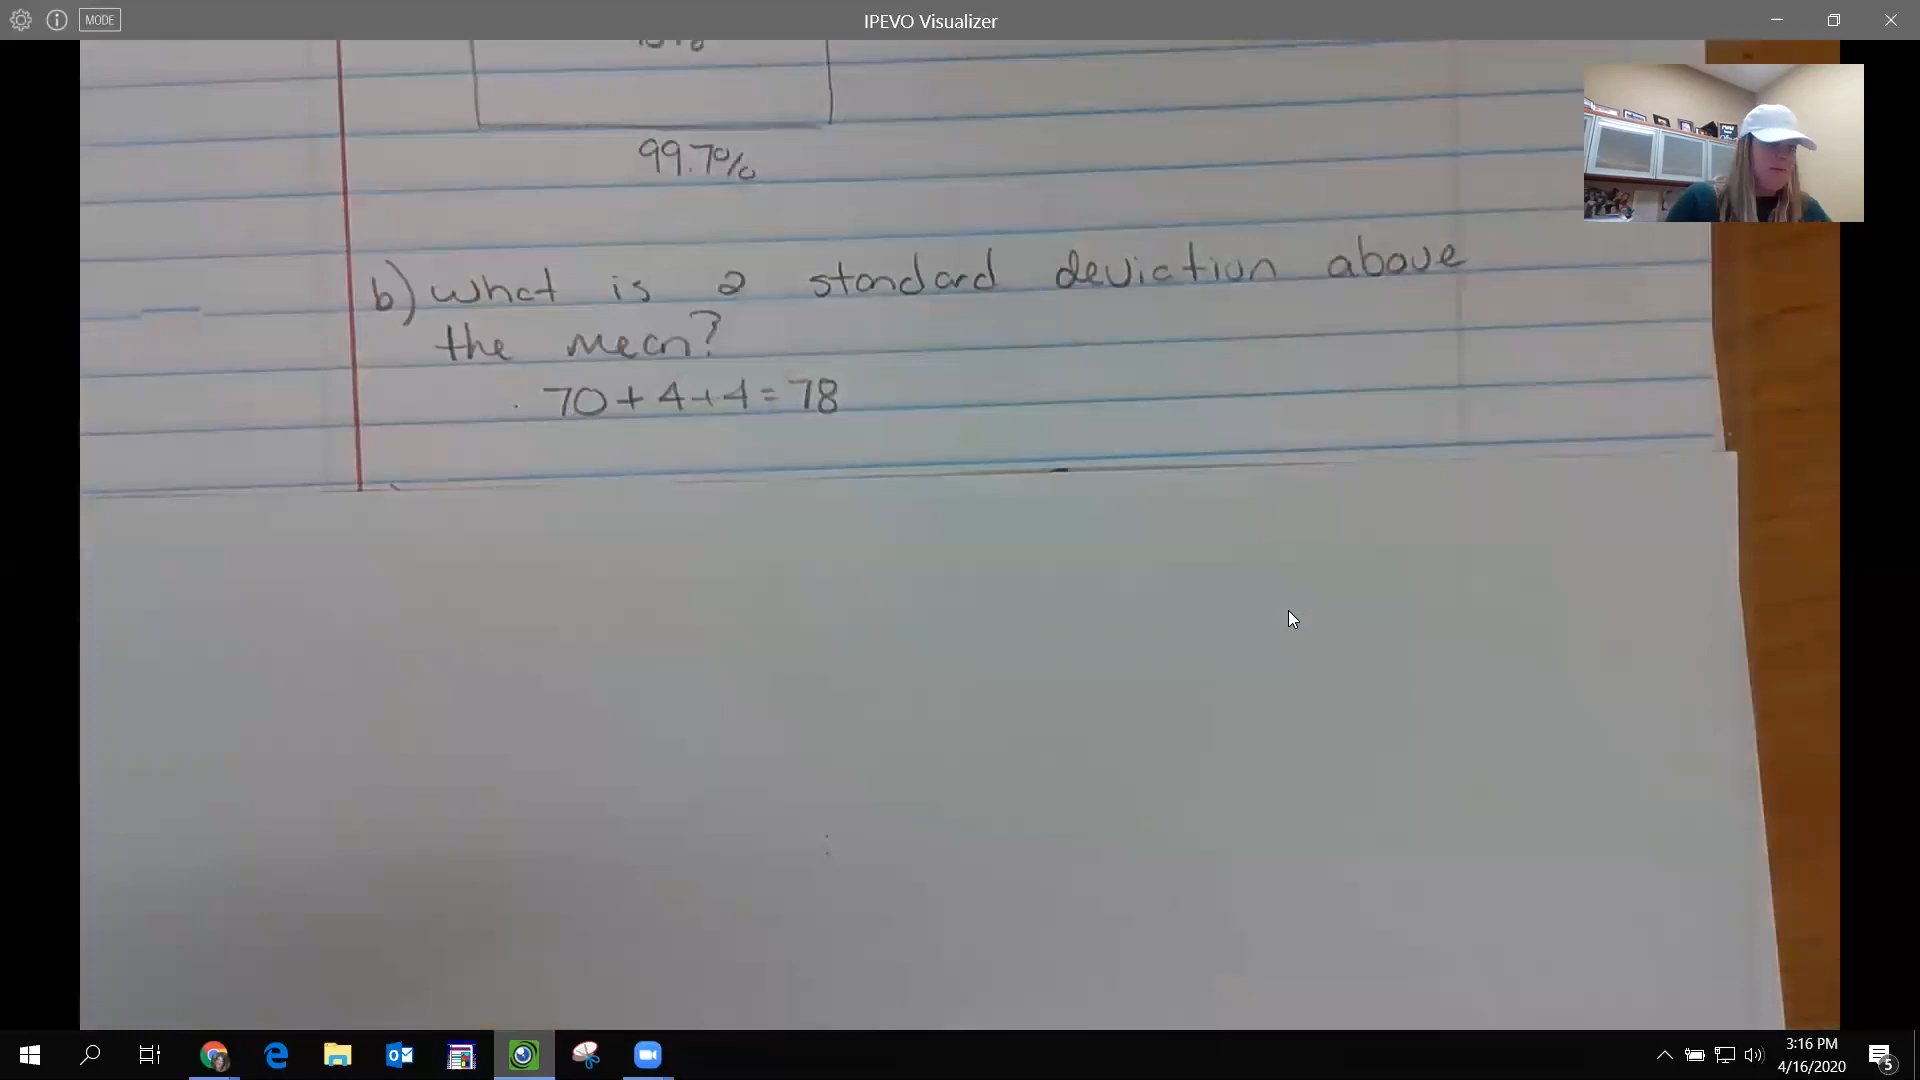 MODE
IPEVO Visualizer
99.7%
b) What is 2 standard deviation above
the mean?
70 + 4 + 4 = 78
3:16 PM
4/16/2020
5